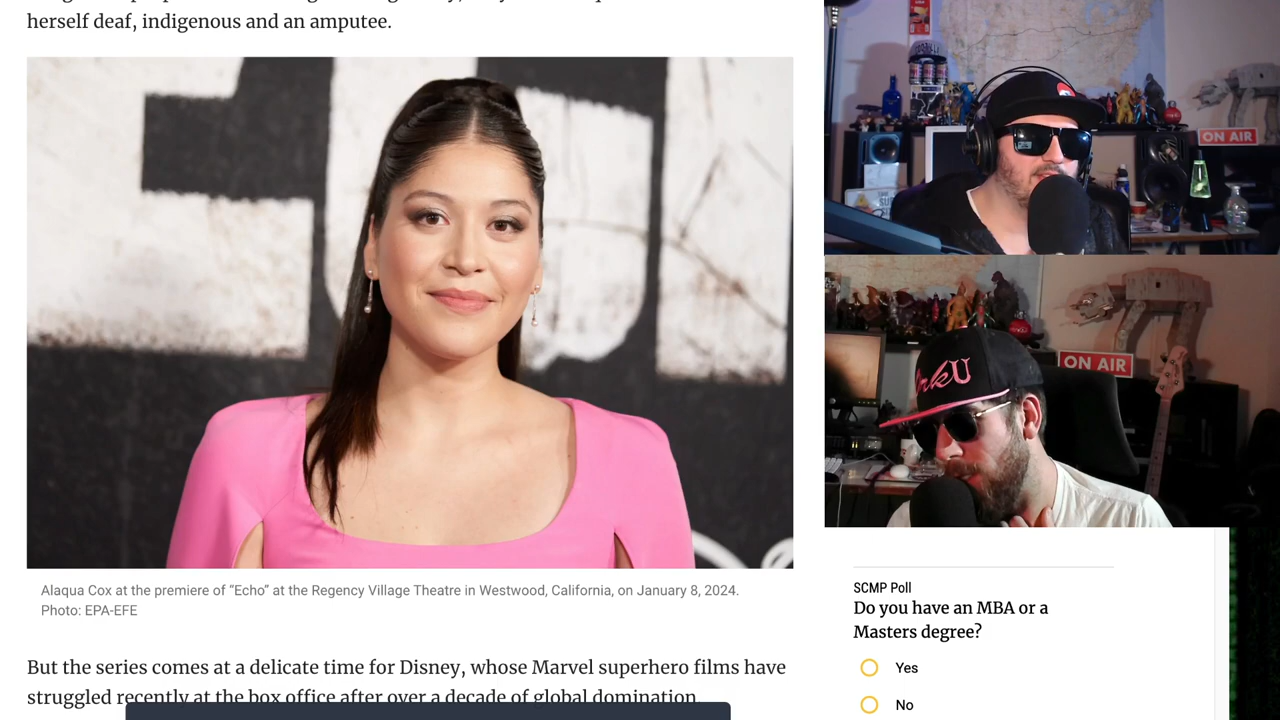 herself deaf, indigenous and an amputee.
Alaqua Cox at the premiere of “Echo” at the Regency Village Theatre in Westwood, California, on January 8, 2024.
Photo: EPA-EFE
But the series comes at a delicate time for Disney, whose Marvel superhero films have
struggled recently at the box office after over a decade of global domination.
ON AIR
ON AIR
SCMP Poll
Do you have an MBA or a
Masters degree?
Yes
No